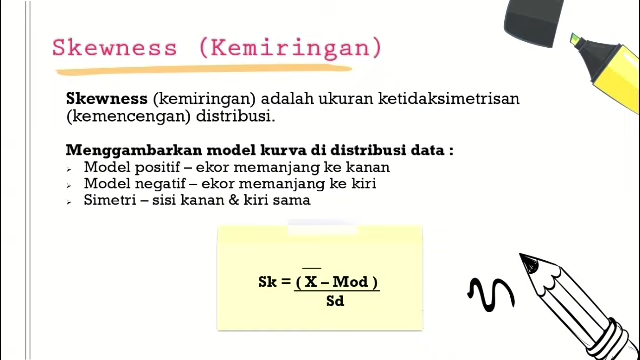 Skewness (Kemiringan)
Skewness (kemiringan) adalah ukuran ketidaksimetrisan
(kemencengan) distribusi.
Menggambarkan model kurva di distribusi data :
➢ Model positif – ekor memanjang ke kanan
➢ Model negatif – ekor memanjang ke kiri
➢ Simetri – sisi kanan & kiri sama
Sk = ( X̅ – Mod )
Sd